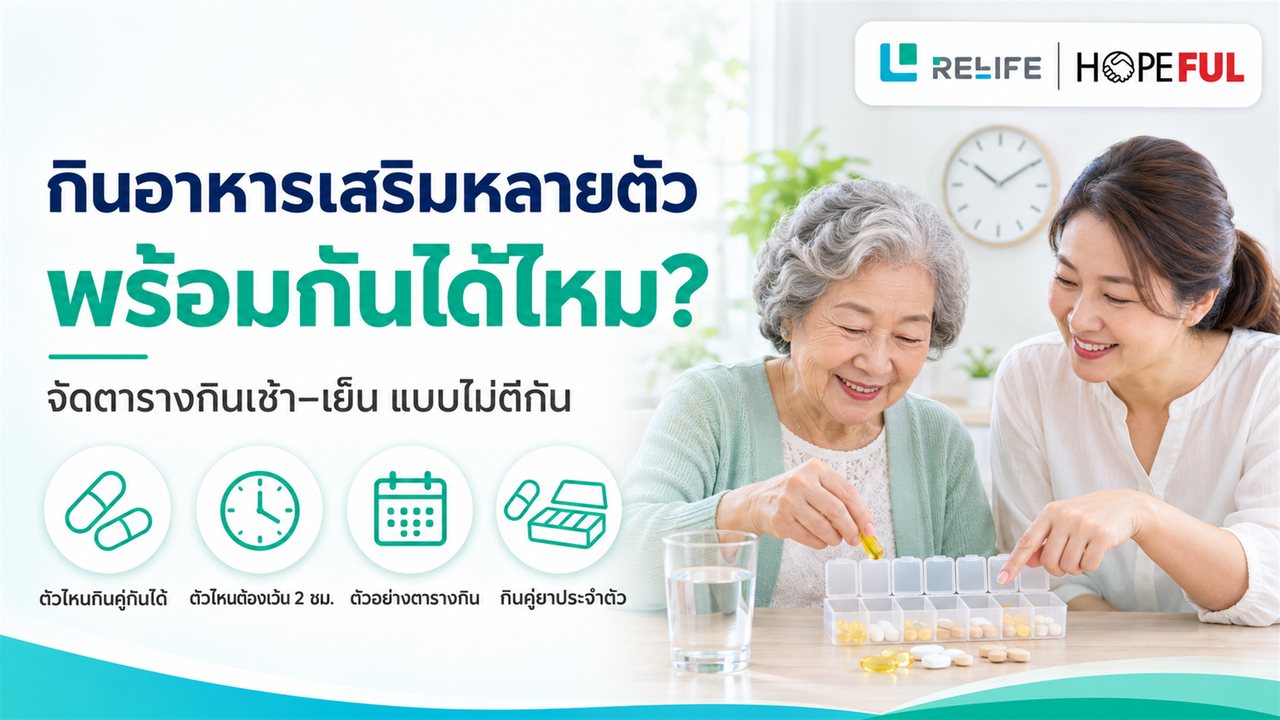 RELIFE | HOPEFUL
กินอาหารเสริมหลายตัว
พร้อมกันได้ไหม?
จัดตารางกินเช้า–เย็น แบบไม่ตีกัน
ตัวไหนกินคู่กันได้
ตัวไหนต้องเว้น 2 ชม.
ตัวอย่างตารางกิน
กินคู่ยาประจำตัว